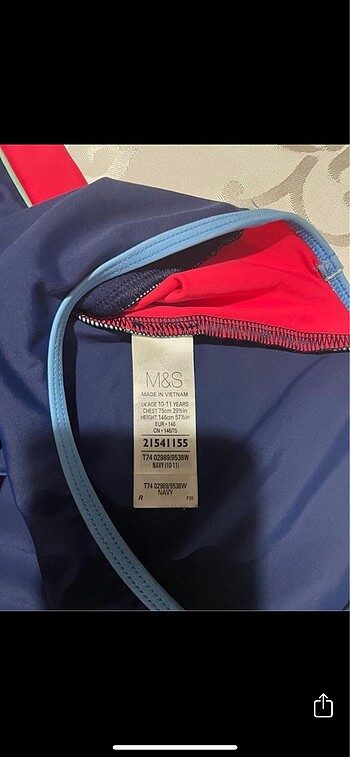 M&S
MADE IN VIETNAM
UK AGE 10-11 YEARS
CHEST 75cm 29½in
HEIGHT 146cm 57½in
EUR • 146
CN • 146/75
21541155
T74 02989/9538W
NAVY (10-11)
T74 02989/9538W
NAVY
R F25